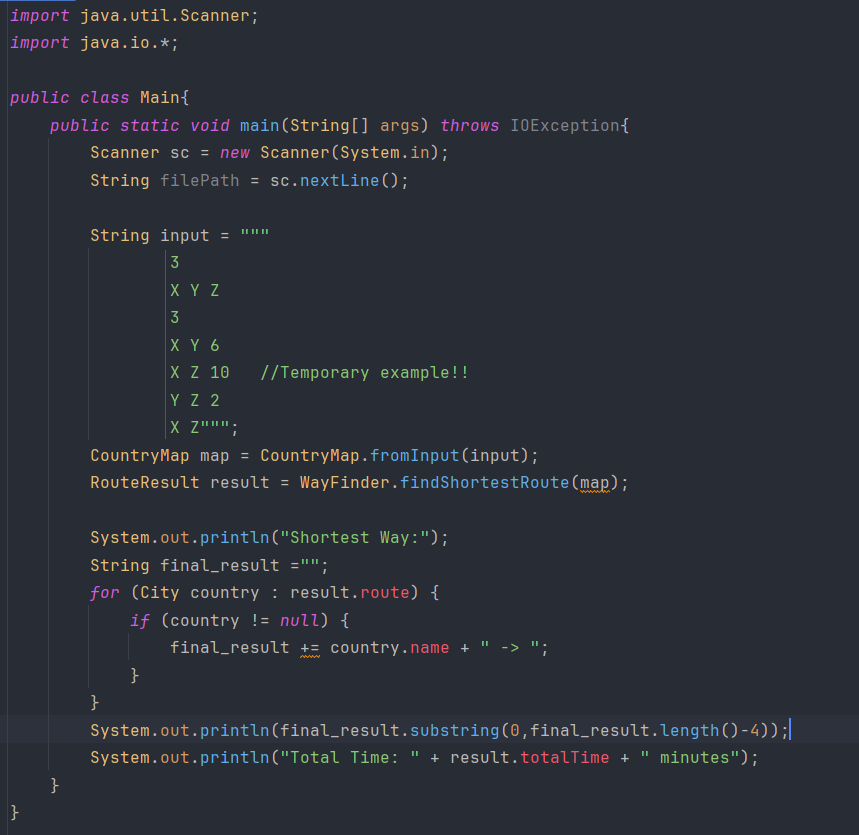 import java.util.Scanner;
import java.io.*;

public class Main{
    public static void main(String[] args) throws IOException{
        Scanner sc = new Scanner(System.in);
        String filePath = sc.nextLine();

        String input = """
                3
                X Y Z
                3
                X Y 6
                X Z 10   //Temporary example!!
                Y Z 2
                X Z""";
        CountryMap map = CountryMap.fromInput(input);
        RouteResult result = WayFinder.findShortestRoute(map);

        System.out.println("Shortest Way:");
        String final_result ="";
        for (City country : result.route) {
            if (country != null) {
                final_result += country.name + " -> ";
            }
        }
        System.out.println(final_result.substring(0,final_result.length()-4));
        System.out.println("Total Time: " + result.totalTime + " minutes");
    }
}